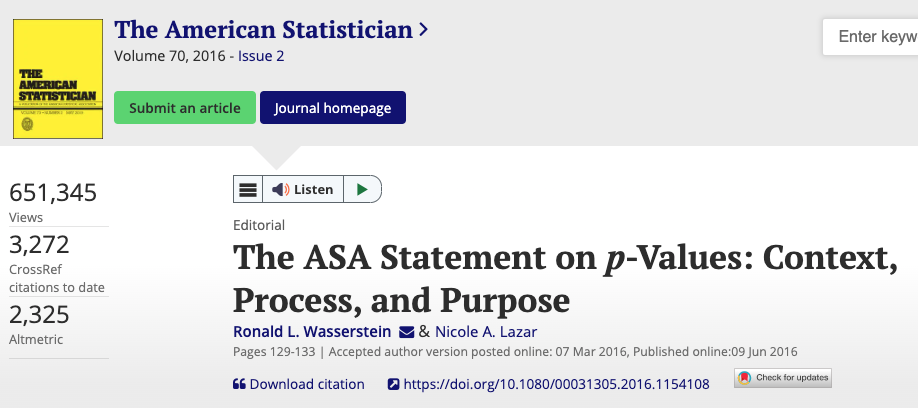 The American Statistician >
Volume 70, 2016 - Issue 2
THE
AMERICAN
STATISTICIAN
Enter keyw
Submit an article
Journal homepage
651,345
Views
3,272
CrossRef
citations to date
2,325
Altmetric
Listen
Editorial
The ASA Statement on p-Values: Context,
Process, and Purpose
Ronald L. Wasserstein & Nicole A. Lazar
Pages 129-133 | Accepted author version posted online: 07 Mar 2016, Published online:09 Jun 2016
Download citation https://doi.org/10.1080/00031305.2016.1154108 Check for updates